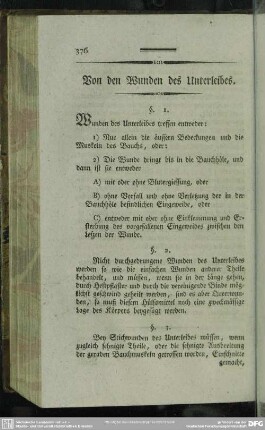 376
Von den Wunden des Unterleibes.
§. 1.
Wunden des Unterleibes treffen entweder:
1) Nur allein die äussern Bedeckungen und die
Muskeln des Bauchs, oder:
2) Die Wunde dringt bis in die Bauchhöle, und
dann ist sie entweder
A) mit oder ohne Blutergiessung, oder
B) ohne Vorfall und ohne Verletzung der in der
Bauchhöle befindlichen Eingeweide, oder
C) entweder mit oder ohne Einklemmung und Er-
des vorgefallenen Eingeweides zwischen den
Lefzen der Wunde.
§. 2.
Nicht durchgedrungene Wunden des Unterleibes
werden so wie die einfachen Wunden anderer Theile
behandelt, und müssen, wenn sie in der Länge gehen,
durch Heftpflaster und durch die vereinigende Binde mög-
lichst geschwind geheilt werden, sind es aber Querwun-
den, so muß diesem Hülfsmittel noch eine zweckmäßige
Lage des Körpers beygefügt werden.
§. 3.
Bey Stichwunden des Unterleibes müssen, wenn
zugleich sehnigte Theile, oder die sehnigte Ausbreitung
der geraden Bauchmuskeln getroffen worden, Einschnitte
gemacht,